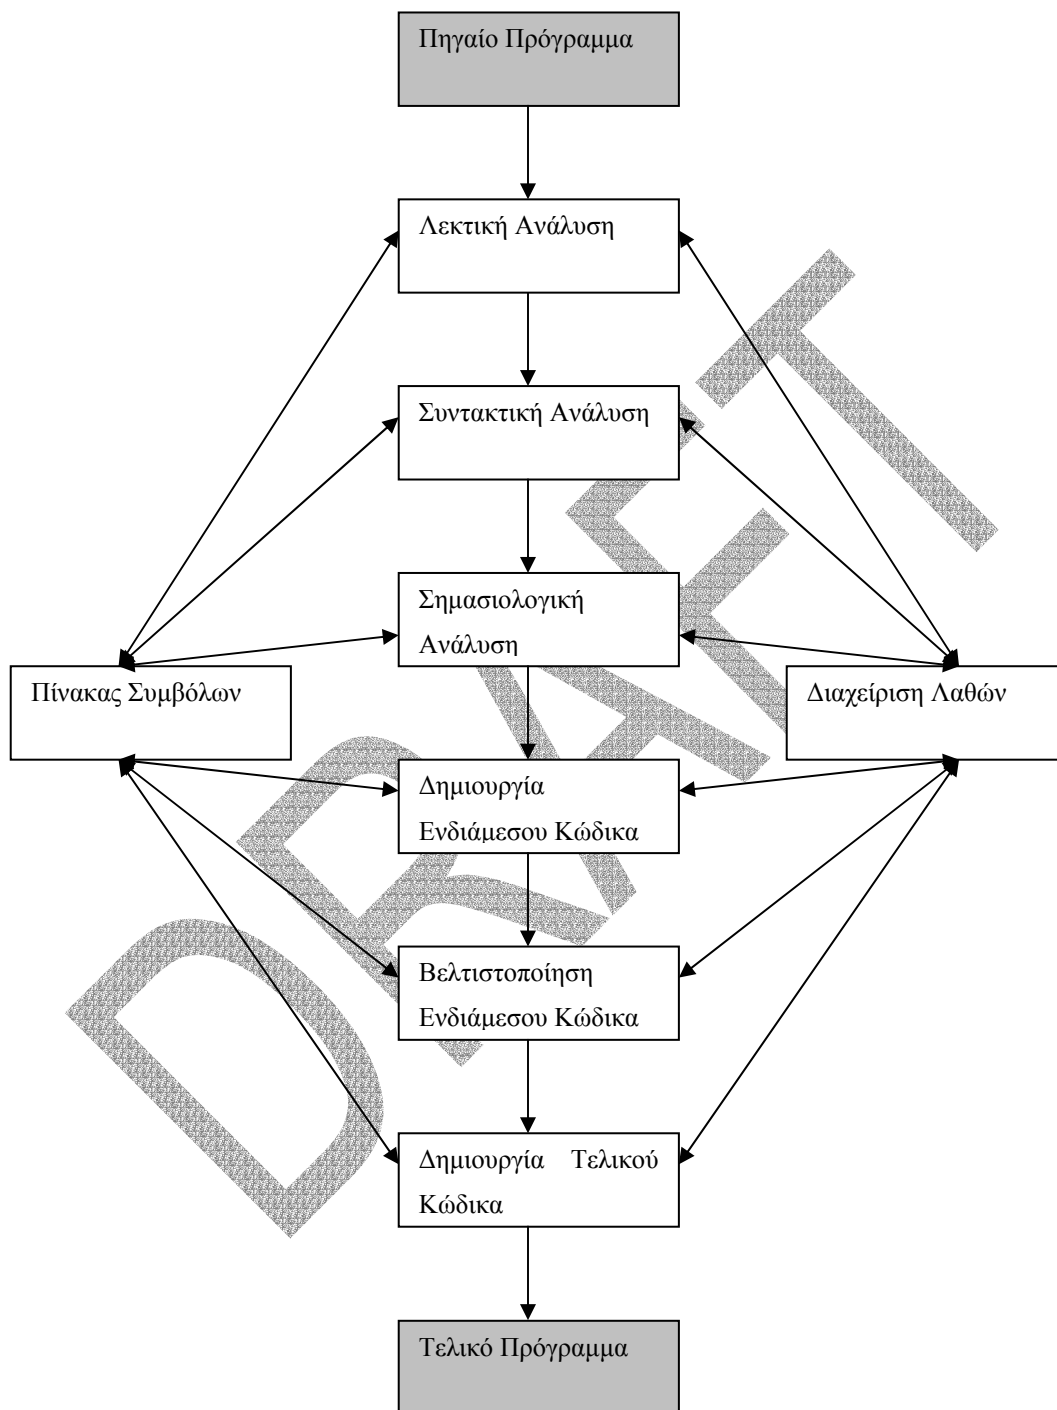 Πηγαίο Πρόγραμμα
Λεκτική Ανάλυση
Συντακτική Ανάλυση
Σημασιολογική
Ανάλυση
Πίνακας Συμβόλων
Διαχείριση Λαθών
Δημιουργία
Ενδιάμεσου Κώδικα
Βελτιστοποίηση
Ενδιάμεσου Κώδικα
Δημιουργία Τελικού
Κώδικα
Τελικό Πρόγραμμα
DRAFT